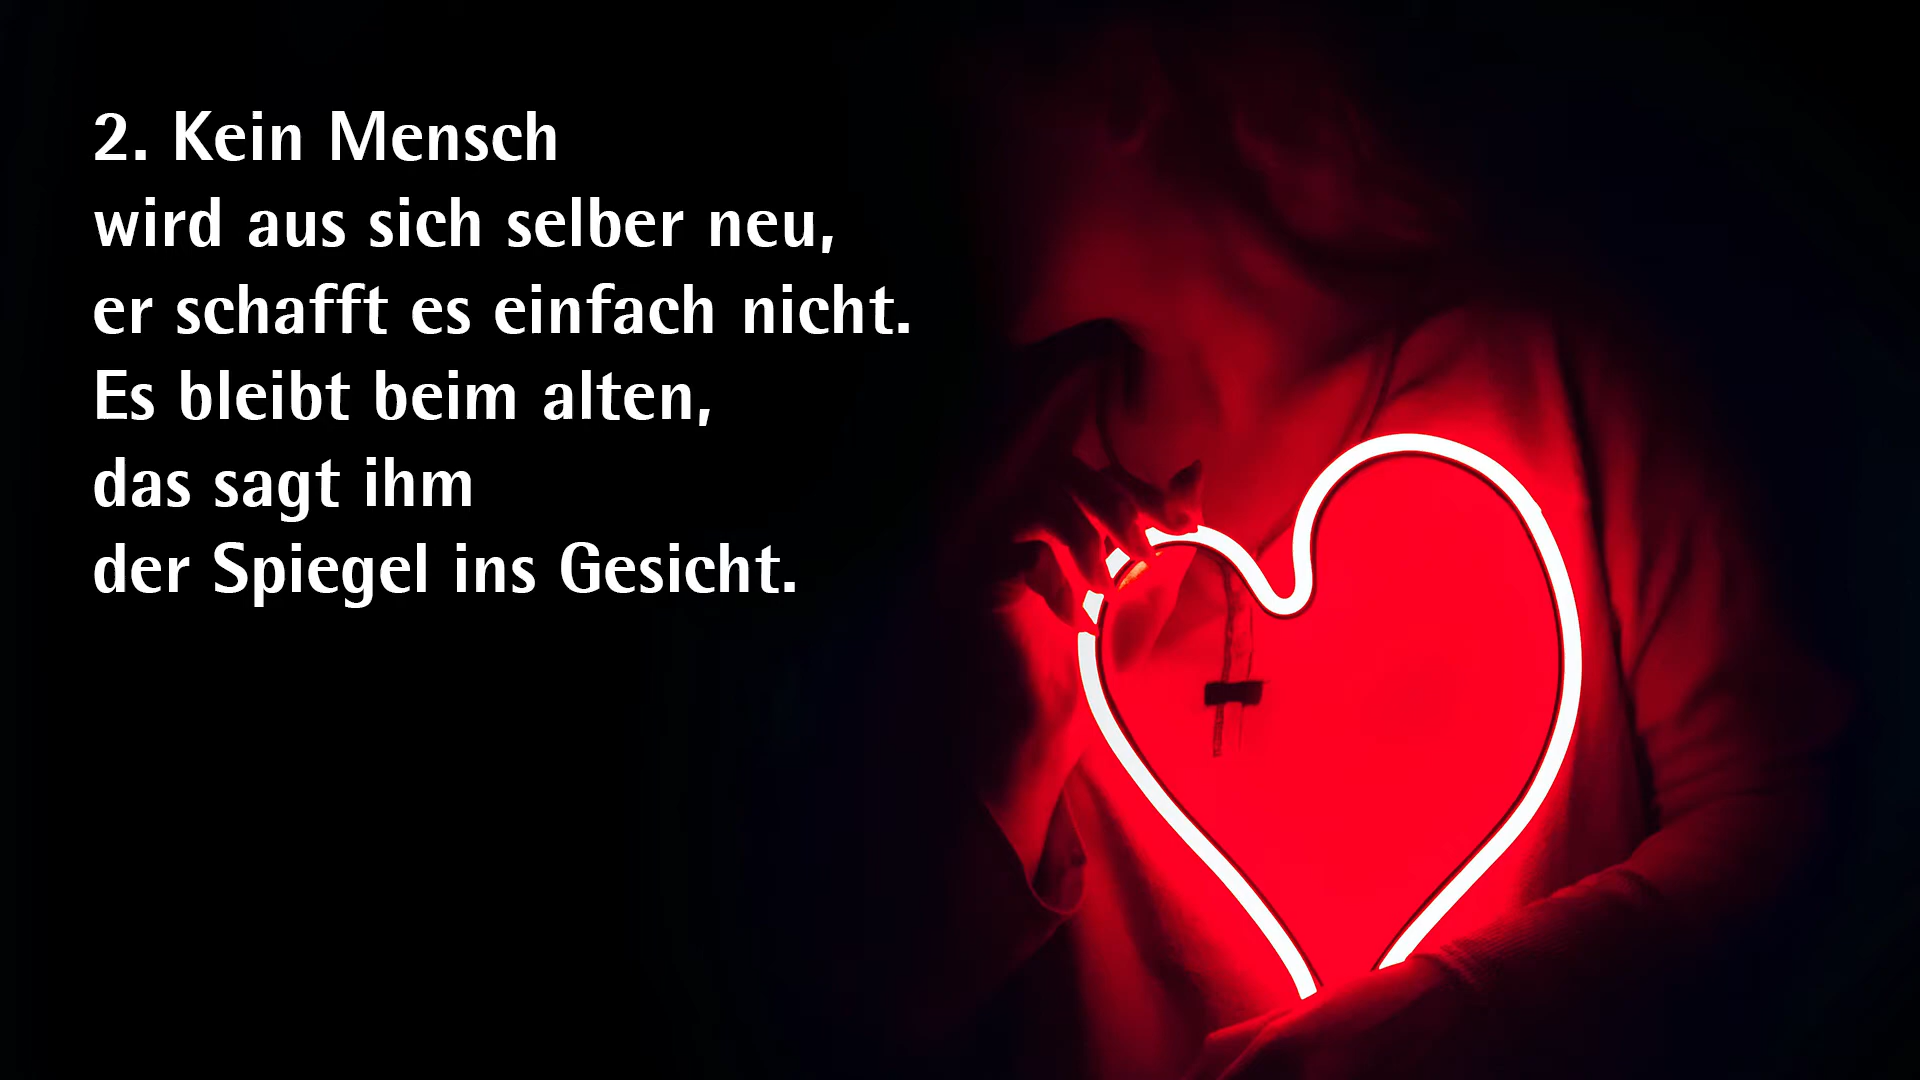 2. Kein Mensch
wird aus sich selber neu,
er schafft es einfach nicht.
Es bleibt beim alten,
das sagt ihm
der Spiegel ins Gesicht.